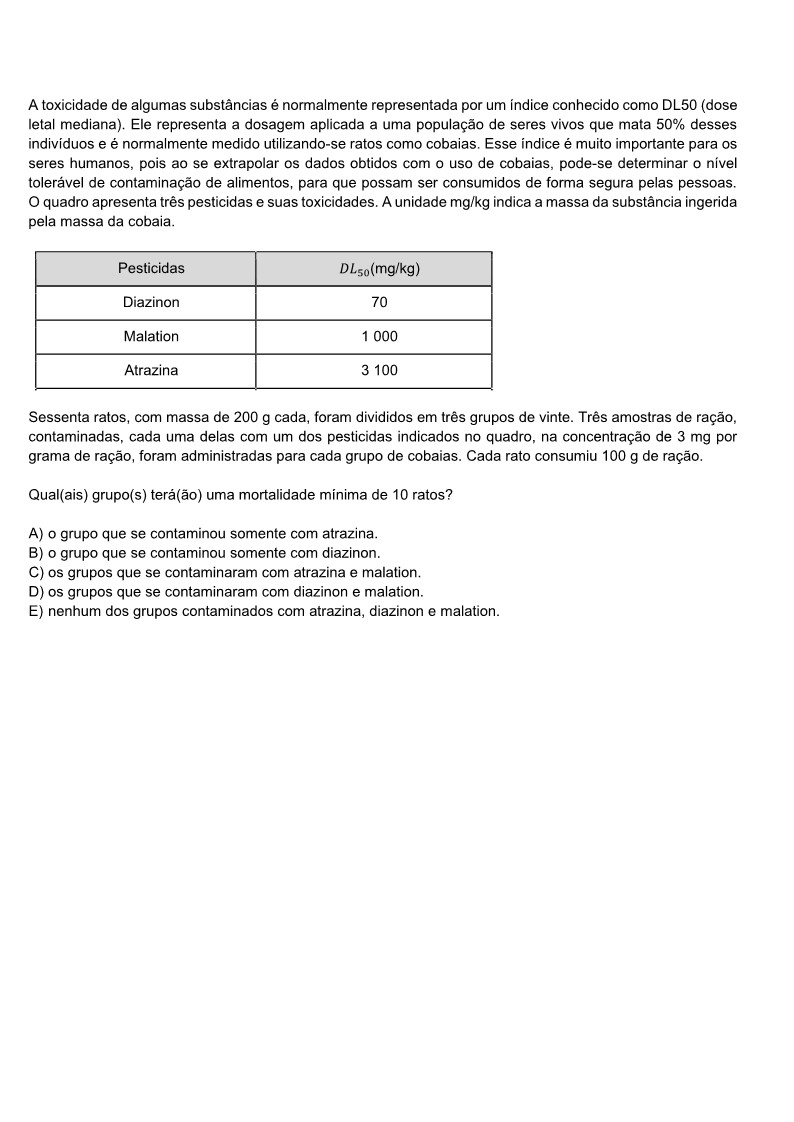 A toxicidade de algumas substâncias é normalmente representada por um índice conhecido como DL50 (dose
letal mediana). Ele representa a dosagem aplicada a uma população de seres vivos que mata 50% desses
indivíduos e é normalmente medido utilizando-se ratos como cobaias. Esse índice é muito importante para os
seres humanos, pois ao se extrapolar os dados obtidos com o uso de cobaias, pode-se determinar o nível
tolerável de contaminação de alimentos, para que possam ser consumidos de forma segura pelas pessoas.
O quadro apresenta três pesticidas e suas toxicidades. A unidade mg/kg indica a massa da substância ingerida
pela massa da cobaia.
Pesticidas DL₅₀(mg/kg)
Diazinon 70
Malation 1 000
Atrazina 3 100
Sessenta ratos, com massa de 200 g cada, foram divididos em três grupos de vinte. Três amostras de ração,
contaminadas, cada uma delas com um dos pesticidas indicados no quadro, na concentração de 3 mg por
grama de ração, foram administradas para cada grupo de cobaias. Cada rato consumiu 100 g de ração.
Qual(ais) grupo(s) terá(ão) uma mortalidade mínima de 10 ratos?
A) o grupo que se contaminou somente com atrazina.
B) o grupo que se contaminou somente com diazinon.
C) os grupos que se contaminaram com atrazina e malation.
D) os grupos que se contaminaram com diazinon e malation.
E) nenhum dos grupos contaminados com atrazina, diazinon e malation.